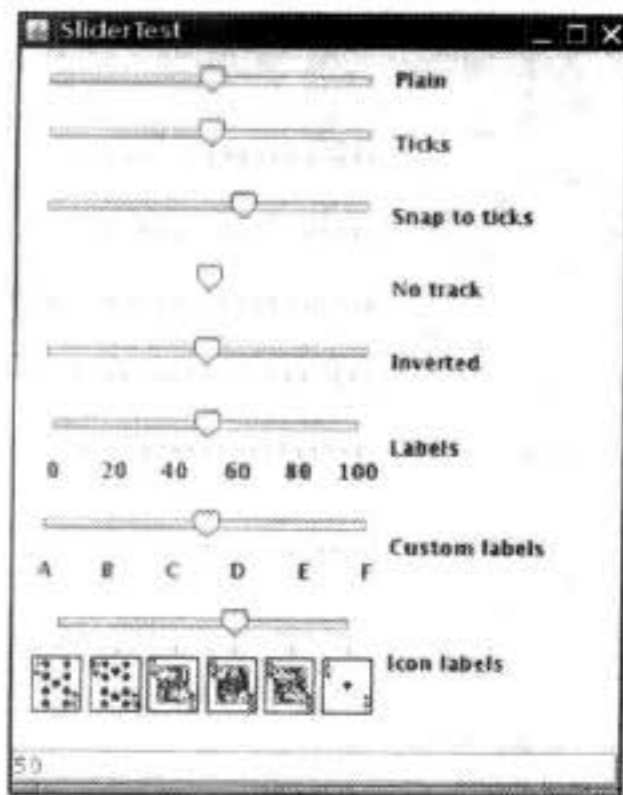 SliderTest
Plain
Ticks
Snap to ticks
No track
Inverted
Labels
0 20 40 60 80 100
Custom labels
A B C D E F
Icon labels
50